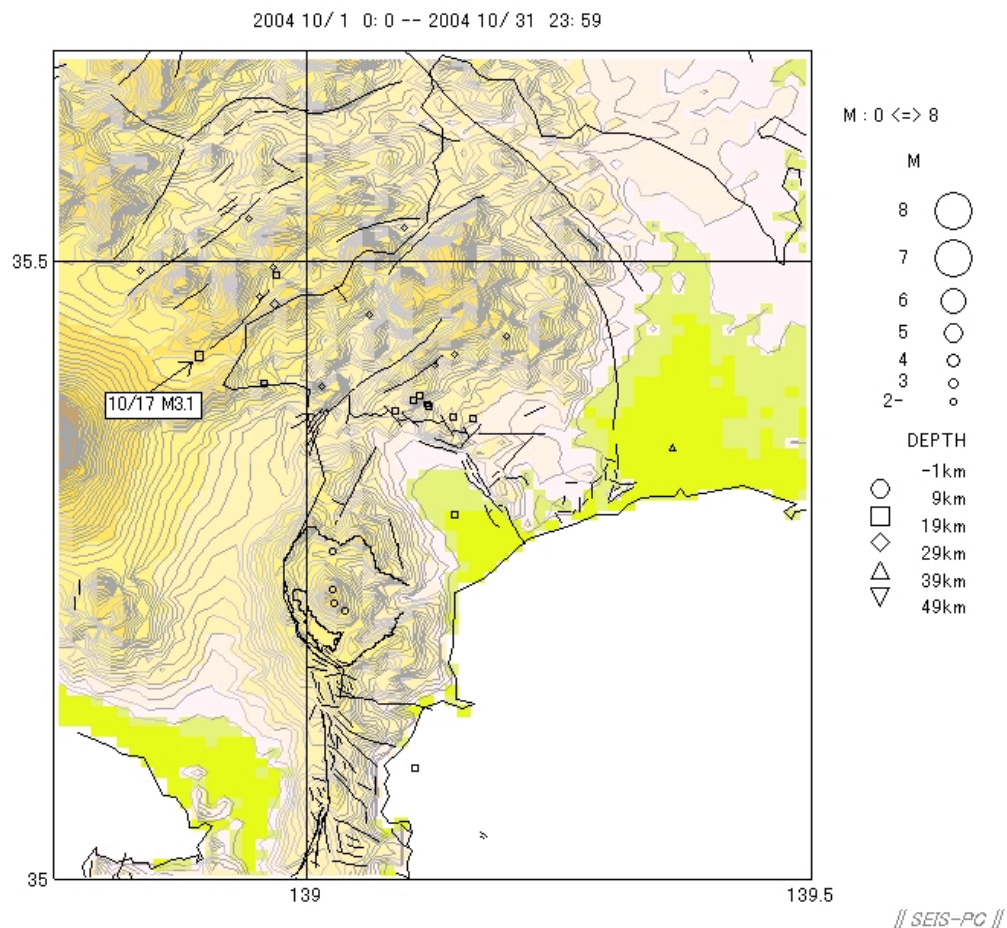 2004 10/ 1 0: 0 -- 2004 10/ 31 23: 59
M : 0 <=> 8
M
8
7
35.5
6
5
4
3
2-
10/17 M3.1
DEPTH
-1km
9km
19km
29km
39km
49km
35
139
139.5
// SEIS-PC //